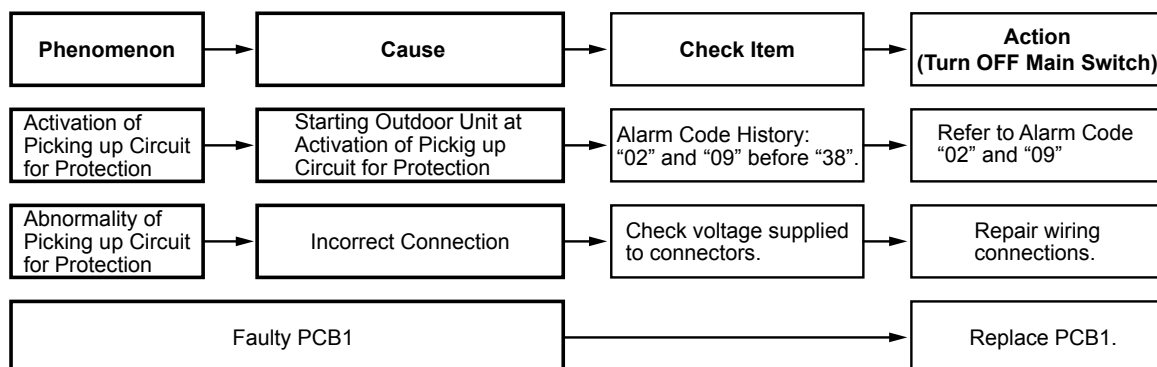 Phenomenon
Cause
Check Item
Action
(Turn OFF Main Switch)
Activation of
Picking up Circuit
for Protection
Starting Outdoor Unit at
Activation of Pickig up
Circuit for Protection
Alarm Code History:
“02” and “09” before “38”.
Refer to Alarm Code
“02” and “09”
Abnormality of
Picking up Circuit
for Protection
Incorrect Connection
Check voltage supplied
to connectors.
Repair wiring
connections.
Faulty PCB1
Replace PCB1.